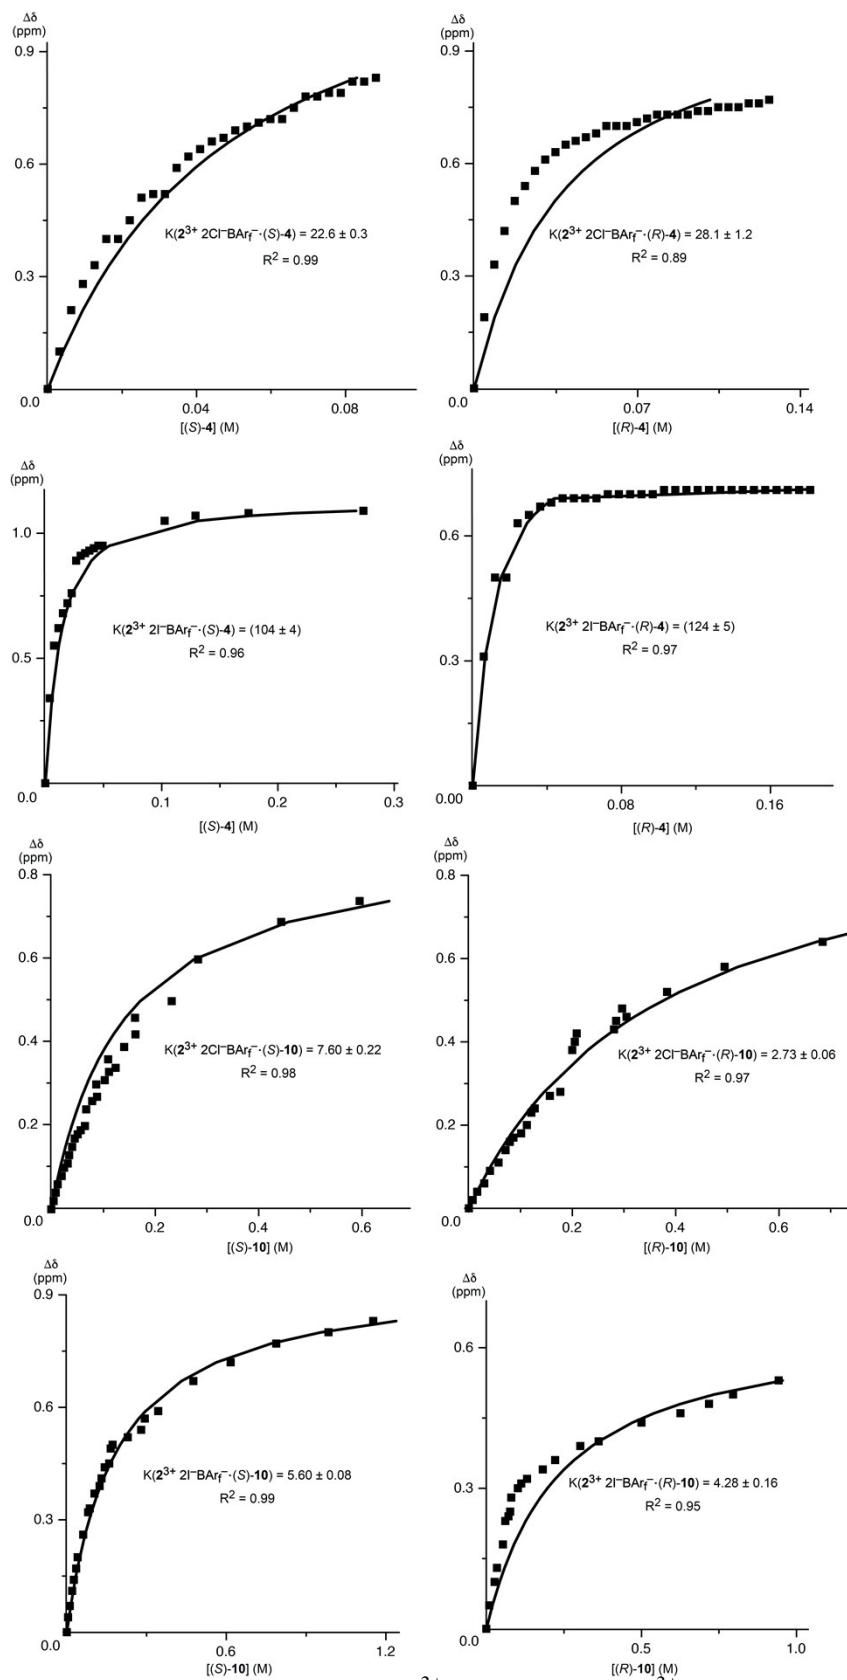 Δδ
(ppm)
0.9
0.6
0.3
0.0
K(2³⁺ 2Cl⁻BArf⁻·(S)-4) = 22.6 ± 0.3
R² = 0.99
0.04
0.08
[(S)-4] (M)
Δδ
(ppm)
0.9
0.6
0.3
0.0
K(2³⁺ 2Cl⁻BArf⁻·(R)-4) = 28.1 ± 1.2
R² = 0.89
0.07
0.14
[(R)-4] (M)
Δδ
(ppm)
1.0
0.5
0.0
K(2³⁺ 2I⁻BArf⁻·(S)-4) = (104 ± 4)
R² = 0.96
0.1
0.2
0.3
[(S)-4] (M)
Δδ
(ppm)
0.6
0.3
0.00
K(2³⁺ 2I⁻BArf⁻·(R)-4) = (124 ± 5)
R² = 0.97
0.08
0.16
[(R)-4] (M)
Δδ
(ppm)
0.8
0.6
0.4
0.2
0.0
K(2³⁺ 2Cl⁻BArf⁻·(S)-10) = 7.60 ± 0.22
R² = 0.98
0.2
0.4
0.6
[(S)-10] (M)
Δδ
(ppm)
0.8
0.6
0.4
0.2
0.0
K(2³⁺ 2Cl⁻BArf⁻·(R)-10) = 2.73 ± 0.06
R² = 0.97
0.2
0.4
0.6
[(R)-10] (M)
Δδ
(ppm)
0.9
0.6
0.3
0.0
K(2³⁺ 2I⁻BArf⁻·(S)-10) = 5.60 ± 0.08
R² = 0.99
0.6
1.2
[(S)-10] (M)
Δδ
(ppm)
0.6
0.3
0.0
K(2³⁺ 2I⁻BArf⁻·(R)-10) = 4.28 ± 0.16
R² = 0.95
0.5
1.0
[(R)-10] (M)